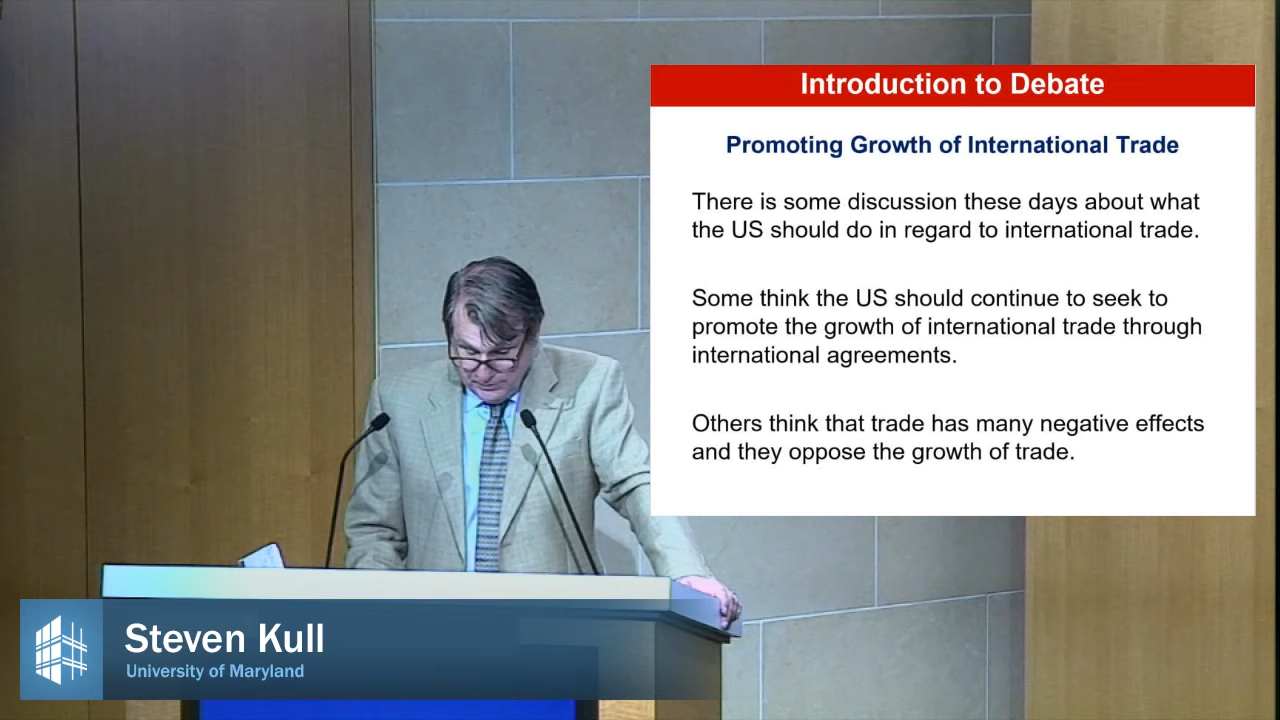 Introduction to Debate
Promoting Growth of International Trade
There is some discussion these days about what
the US should do in regard to international trade.
Some think the US should continue to seek to
promote the growth of international trade through
international agreements.
Others think that trade has many negative effects
and they oppose the growth of trade.
Steven Kull
University of Maryland